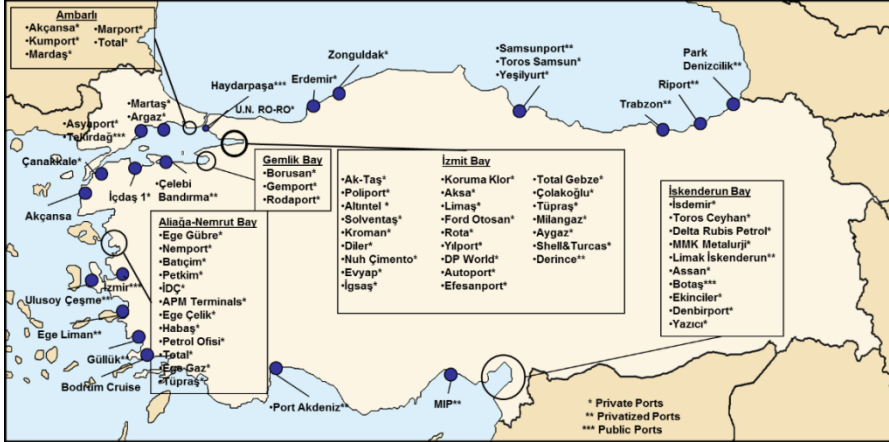 Ambarlı
•Akçansa*
•Kumport*
•Mardaş*
•Marport*
•Total*
Zonguldak*
Erdemir*
Haydarpaşa***
U.N. RO-RO*
•Samsunport**
•Toros Samsun*
•Yeşilyurt*
Park
Denizcilik**
Riport**
Trabzon**
•Martaş*
•Argaz*
•Asyaport*
•Tekirdağ***
Çanakkale*
Akçansa
İçdaş 1*
•Çelebi
Bandırma**
Gemlik Bay
•Borusan*
•Gemport*
•Rodaport*
İzmit Bay
•Ak-Taş*
•Poliport*
•Altıntel *
•Solventaş*
•Kroman*
•Diler*
•Nuh Çimento*
•Evyap*
•İgsaş*
•Koruma Klor*
•Aksa*
•Limaş*
•Ford Otosan*
•Rota*
•Yılport*
•DP World*
•Autoport*
•Efesanport*
•Total Gebze*
•Çolakoğlu*
•Tüpraş*
•Milangaz*
•Aygaz*
•Shell&Turcas*
•Derince**
İskenderun Bay
•İsdemir*
•Toros Ceyhan*
•Delta Rubis Petrol*
•MMK Metalurji*
•Limak İskenderun**
•Assan*
•Botaş***
•Ekinciler*
•Denbirport*
•Yazıcı*
Aliağa-Nemrut Bay
•Ege Gübre*
•Nemport*
•Batıçim*
•Petkim*
•İDÇ*
•APM Terminals*
•Ege Çelik*
•Habaş*
•Petrol Ofisi*
•Total*
•Ege Gaz*
•Tüpraş*
İzmir***
Ulusoy Çeşme**
Ege Liman**
Güllük**
Bodrum Cruise
•Port Akdeniz**
MIP**
* Private Ports
** Privatized Ports
*** Public Ports